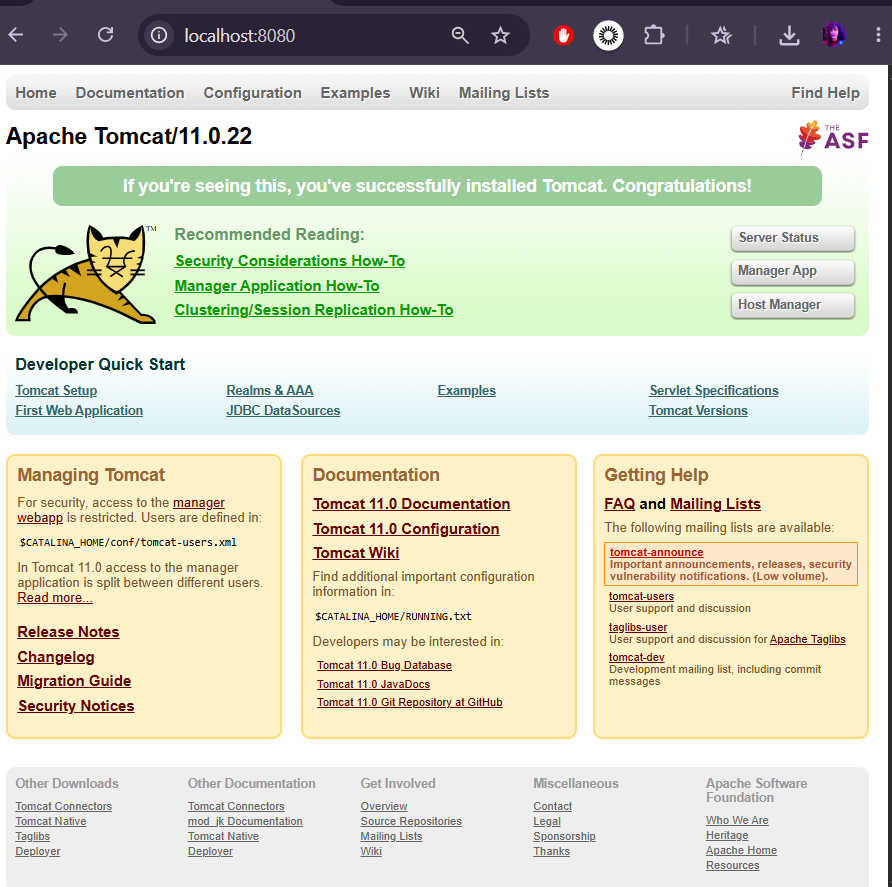 localhost:8080
Home Documentation Configuration Examples Wiki Mailing Lists Find Help
Apache Tomcat/11.0.22
THE
ASF
If you're seeing this, you've successfully installed Tomcat. Congratulations!
TM
Recommended Reading:
Security Considerations How-To
Manager Application How-To
Clustering/Session Replication How-To
Server Status
Manager App
Host Manager
Developer Quick Start
Tomcat Setup
First Web Application
Realms & AAA
JDBC DataSources
Examples
Servlet Specifications
Tomcat Versions
Managing Tomcat
For security, access to the manager
webapp is restricted. Users are defined in:
$CATALINA_HOME/conf/tomcat-users.xml
In Tomcat 11.0 access to the manager
application is split between different users.
Read more...
Release Notes
Changelog
Migration Guide
Security Notices
Documentation
Tomcat 11.0 Documentation
Tomcat 11.0 Configuration
Tomcat Wiki
Find additional important configuration
information in:
$CATALINA_HOME/RUNNING.txt
Developers may be interested in:
Tomcat 11.0 Bug Database
Tomcat 11.0 JavaDocs
Tomcat 11.0 Git Repository at GitHub
Getting Help
FAQ and Mailing Lists
The following mailing lists are available:
tomcat-announce
Important announcements, releases, security
vulnerability notifications. (Low volume).
tomcat-users
User support and discussion
taglibs-user
User support and discussion for Apache Taglibs
tomcat-dev
Development mailing list, including commit
messages
Other Downloads
Tomcat Connectors
Tomcat Native
Taglibs
Deployer
Other Documentation
Tomcat Connectors
mod_jk Documentation
Tomcat Native
Deployer
Get Involved
Overview
Source Repositories
Mailing Lists
Wiki
Miscellaneous
Contact
Legal
Sponsorship
Thanks
Apache Software
Foundation
Who We Are
Heritage
Apache Home
Resources